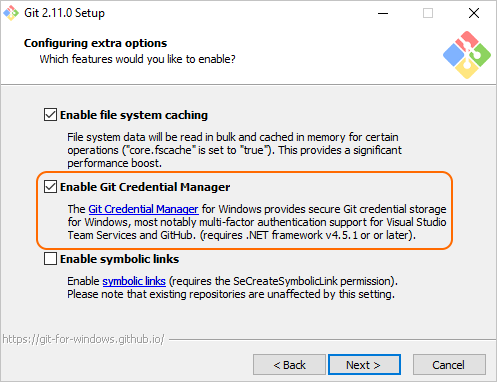 Git 2.11.0 Setup
Configuring extra options
Which features would you like to enable?
Enable file system caching
File system data will be read in bulk and cached in memory for certain
operations ("core.fscache" is set to "true"). This provides a significant
performance boost.
Enable Git Credential Manager
The Git Credential Manager for Windows provides secure Git credential storage
for Windows, most notably multi-factor authentication support for Visual Studio
Team Services and GitHub. (requires .NET framework v4.5.1 or or later).
Enable symbolic links
Enable symbolic links (requires the SeCreateSymbolicLink permission).
Please note that existing repositories are unaffected by this setting.
https://git-for-windows.github.io/
< Back
Next >
Cancel